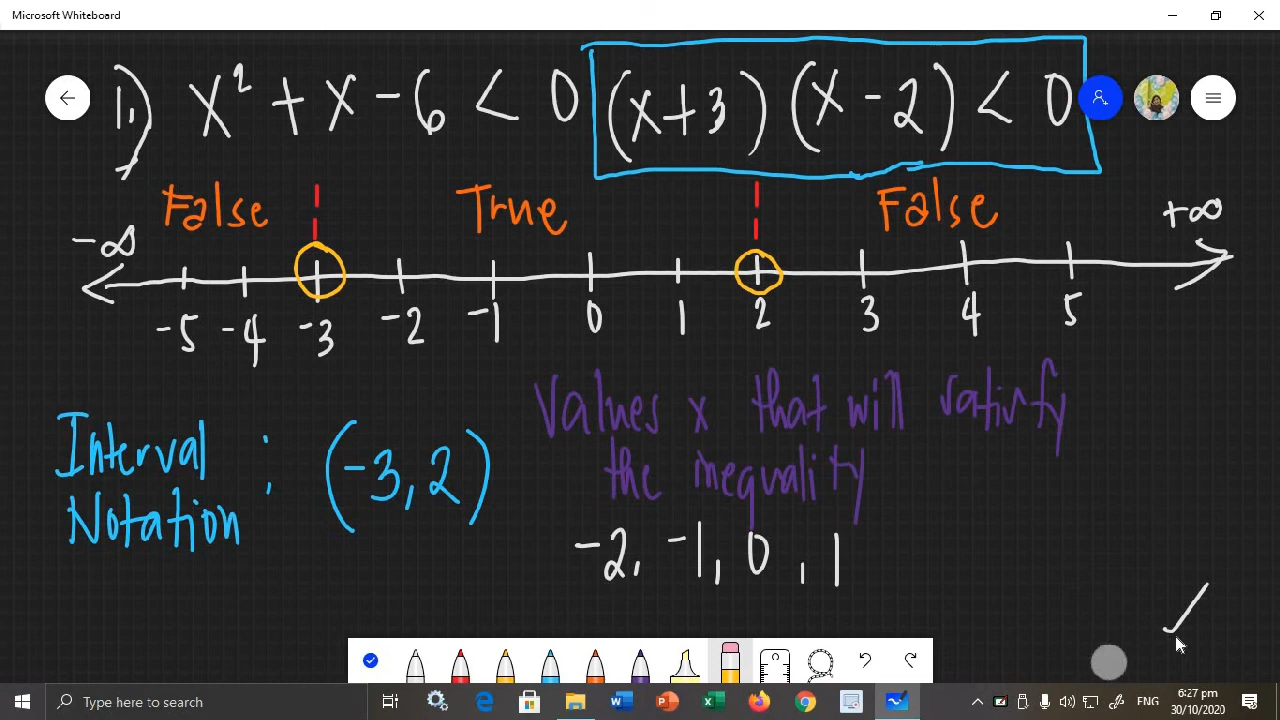 Microsoft Whiteboard
1.) x² + x - 6 < 0 (x+3)(x-2) < 0
False True False
-∞ +∞
-5 -4 -3 -2 -1 0 1 2 3 4 5
Values x that will satisfy
the inequality
Interval
Notation : (-3, 2)
-2, -1, 0, 1
Type here to search
ENG
6:27 pm
30/10/2020